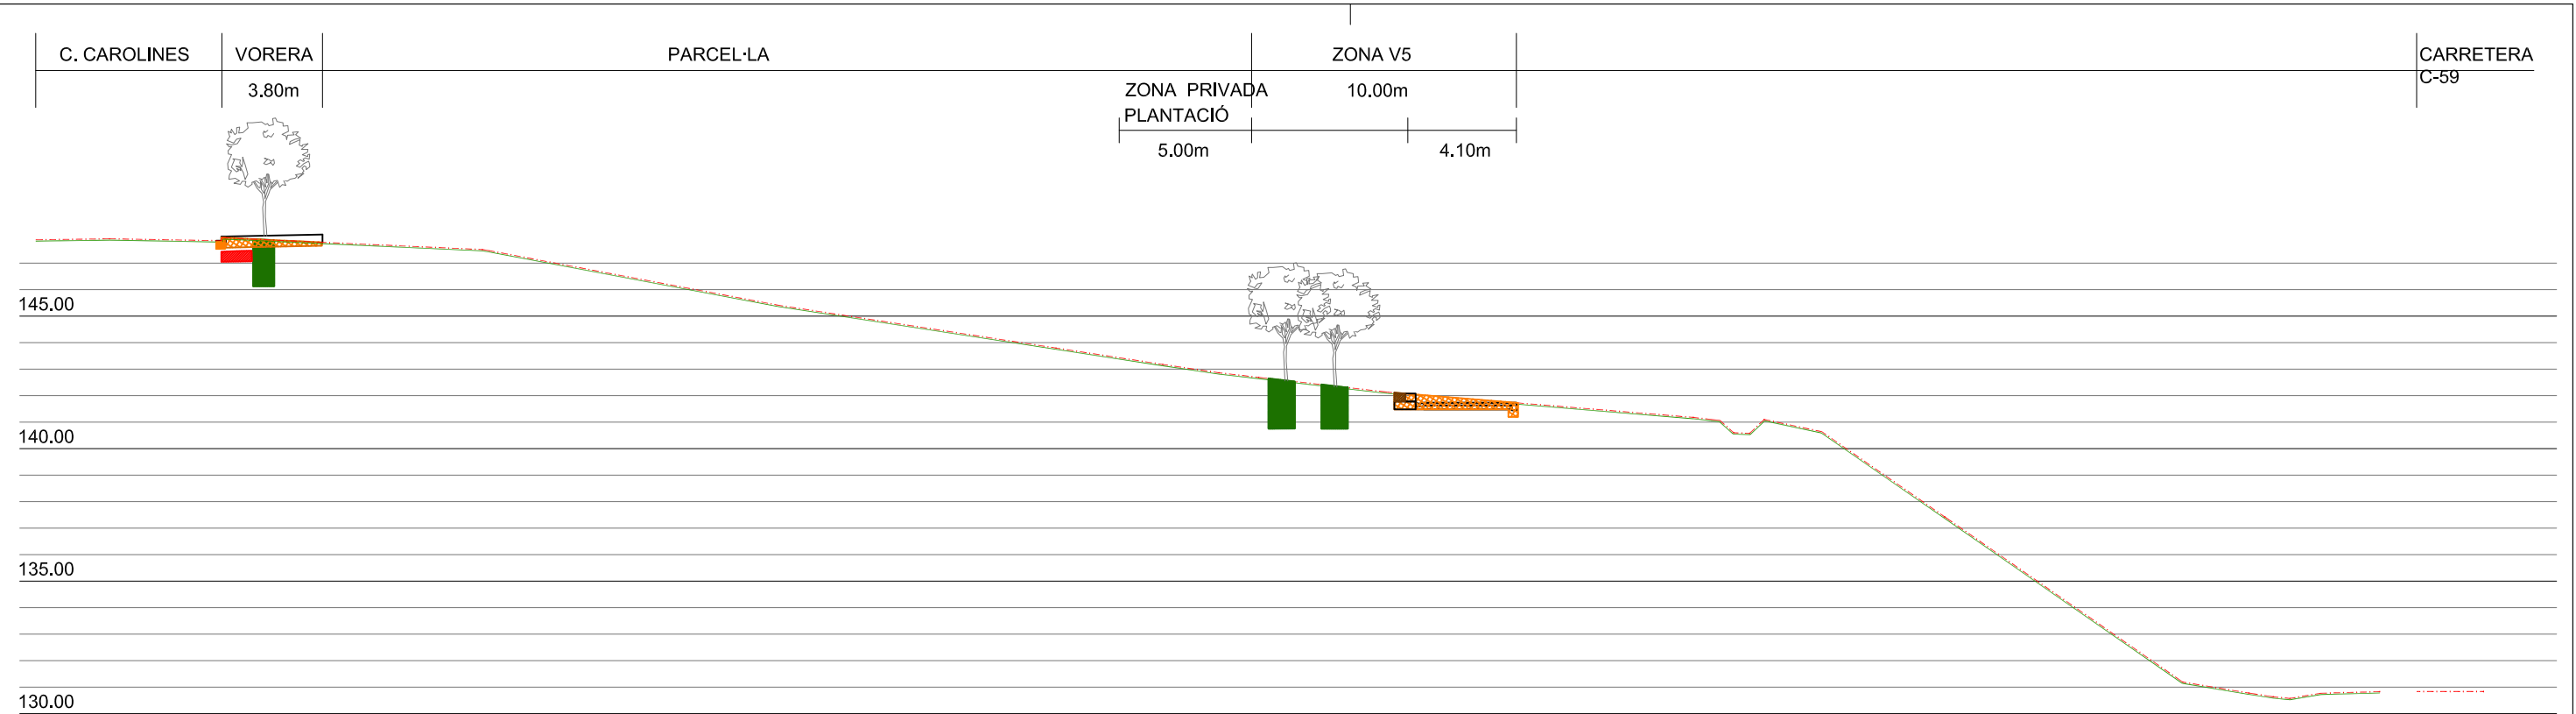 C. CAROLINES
VORERA
PARCEL·LA
ZONA V5
CARRETERA
C-59
3.80m
ZONA PRIVADA
PLANTACIÓ
10.00m
5.00m
4.10m
145.00
140.00
135.00
130.00